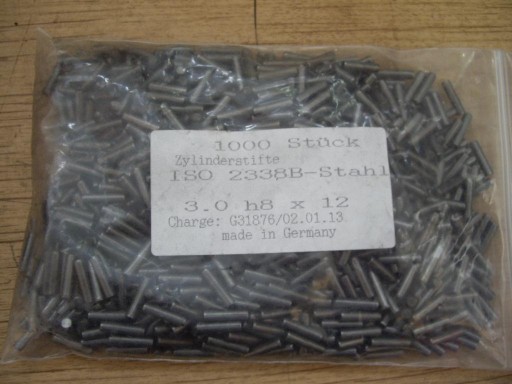 1000 Stück
Zylinderstifte
ISO 2338B-Stahl
3.0 h8 x 12
Charge: G31876/02.01.13
made in Germany